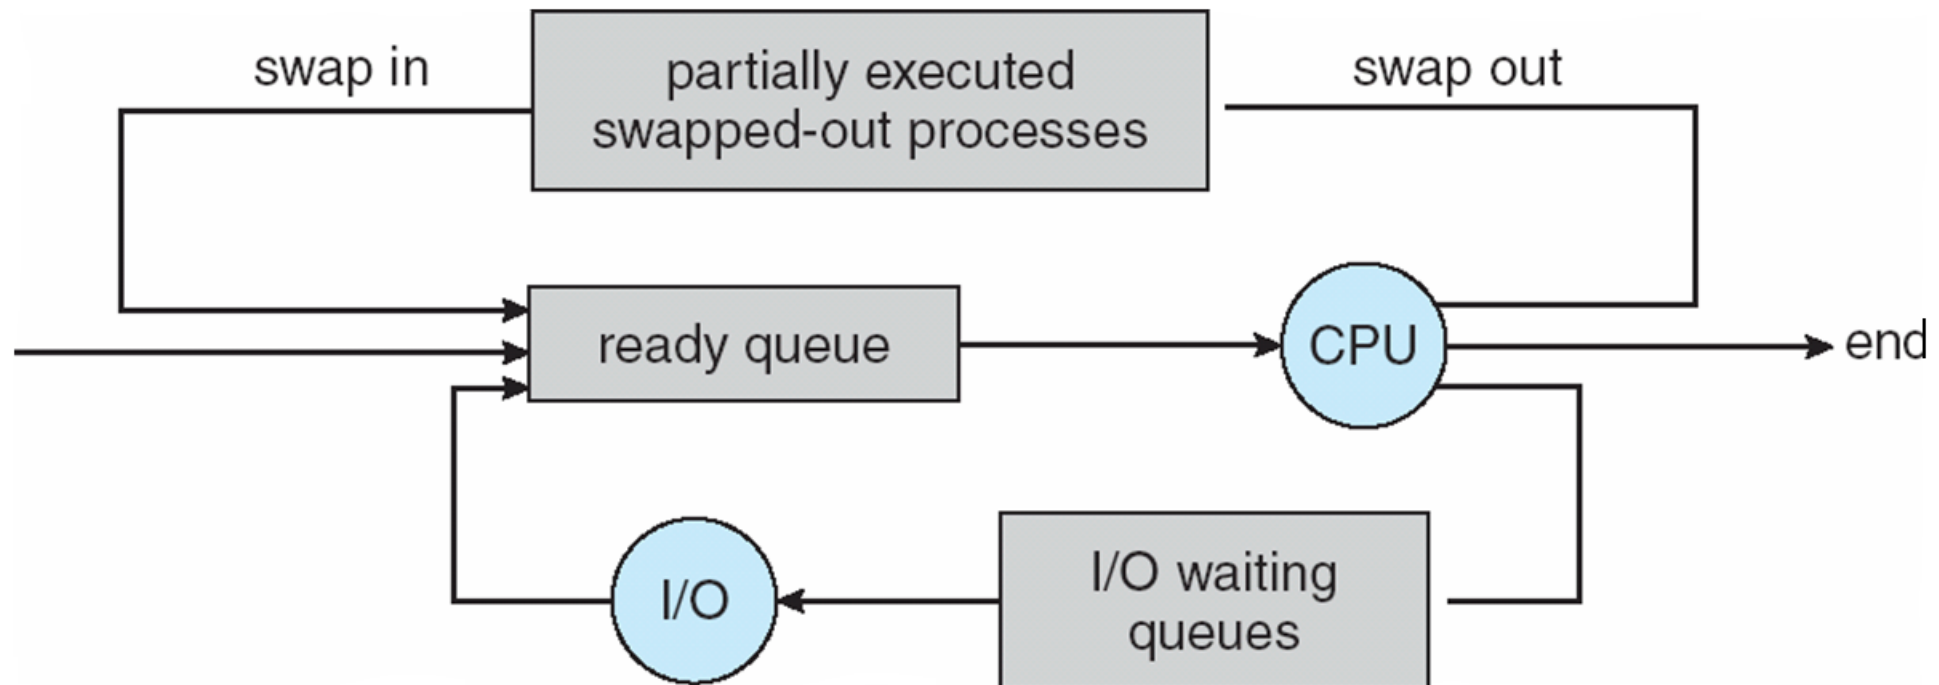 swap in
partially executed
swapped-out processes
swap out
ready queue
CPU
end
I/O
I/O waiting
queues